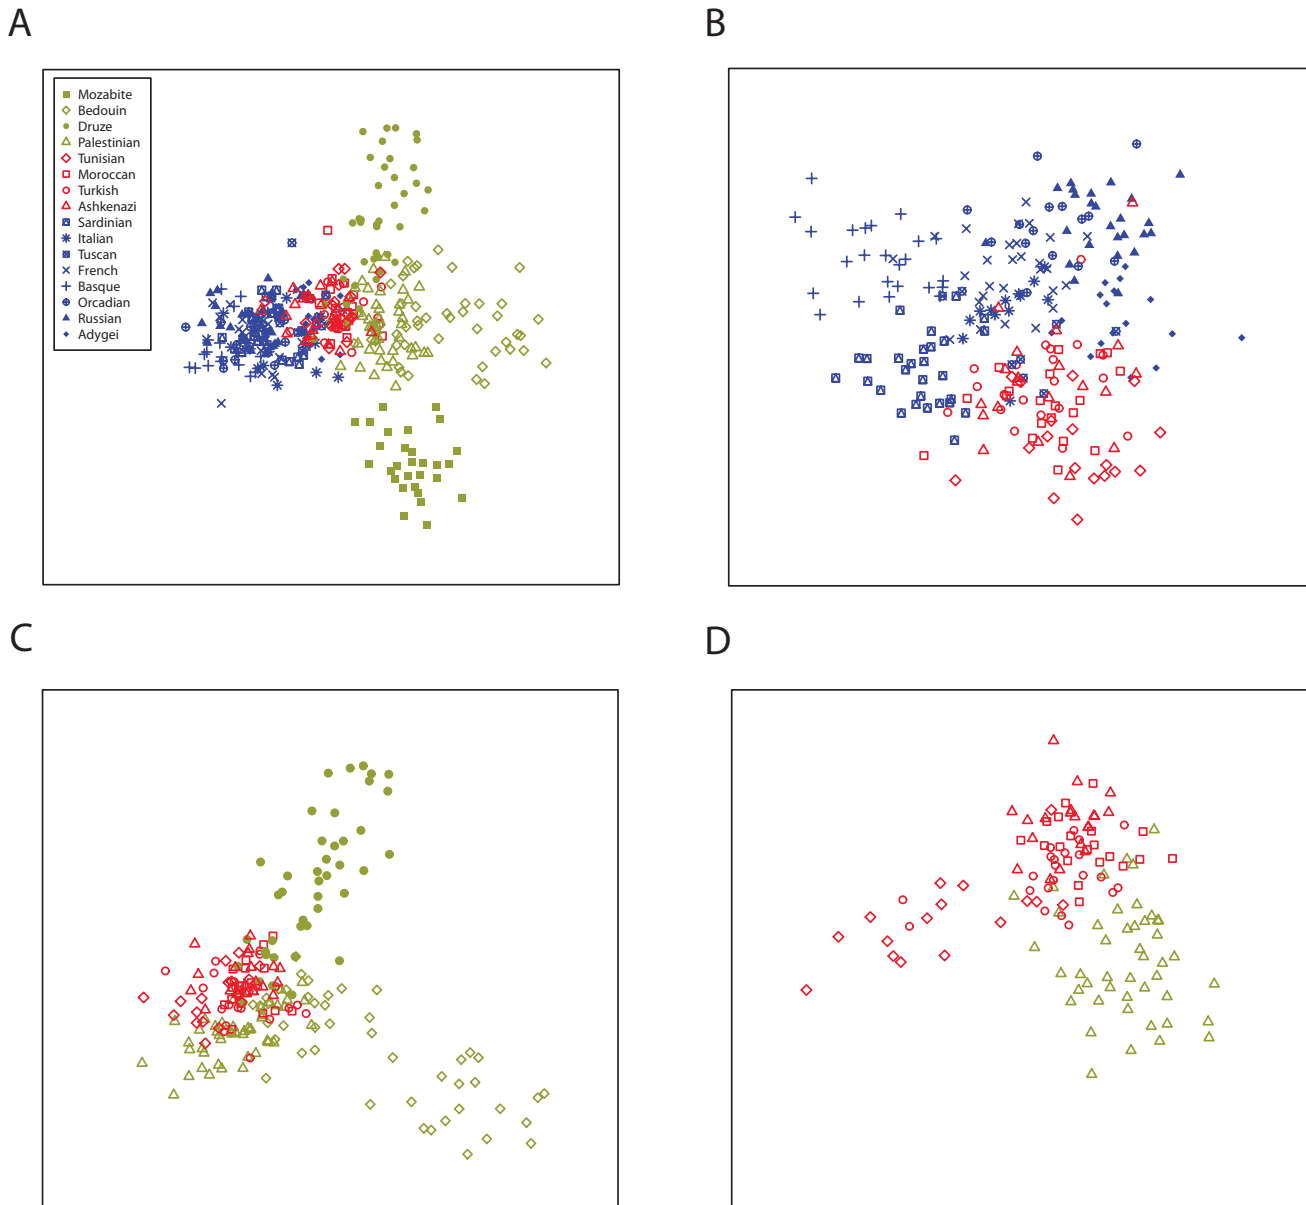 A
B
Mozabite
Bedouin
Druze
Palestinian
Tunisian
Moroccan
Turkish
Ashkenazi
Sardinian
Italian
Tuscan
French
Basque
Orcadian
Russian
Adygei
C
D